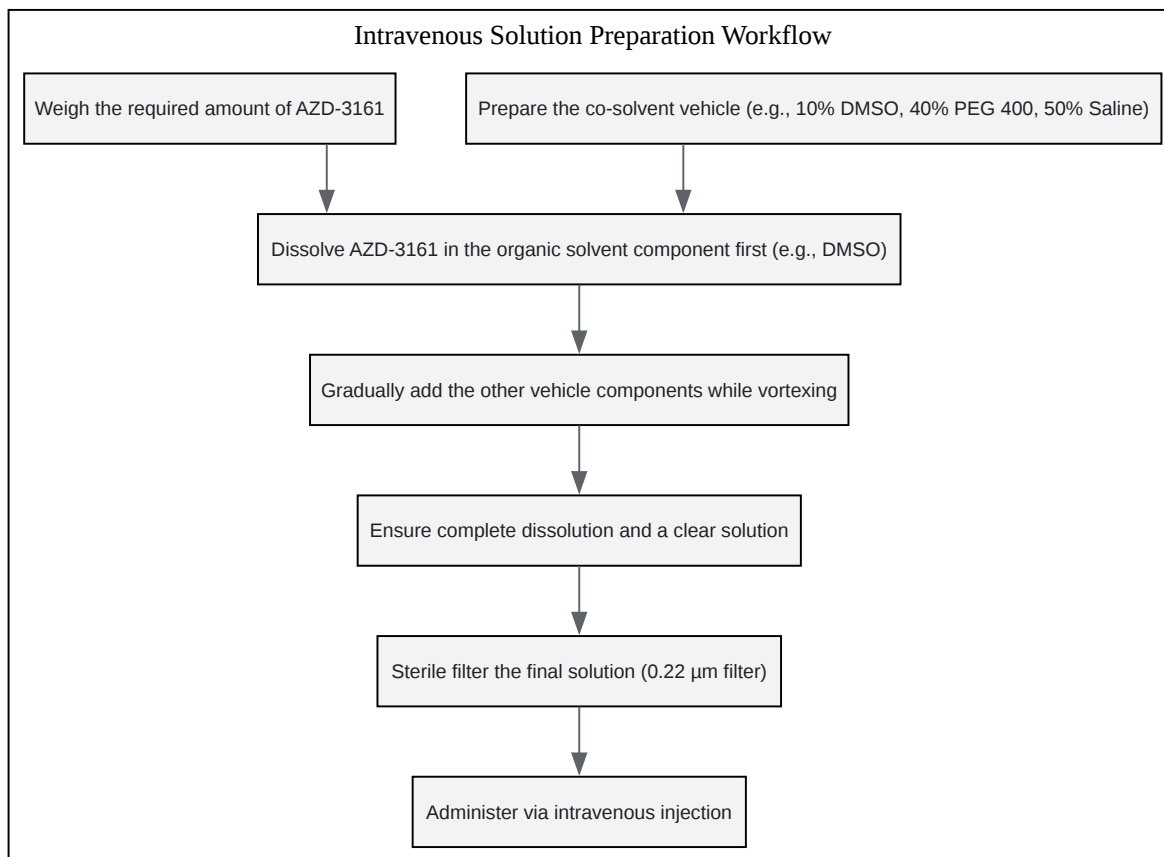 Intravenous Solution Preparation Workflow
Weigh the required amount of AZD-3161
Prepare the co-solvent vehicle (e.g., 10% DMSO, 40% PEG 400, 50% Saline)
Dissolve AZD-3161 in the organic solvent component first (e.g., DMSO)
Gradually add the other vehicle components while vortexing
Ensure complete dissolution and a clear solution
Sterile filter the final solution (0.22 µm filter)
Administer via intravenous injection